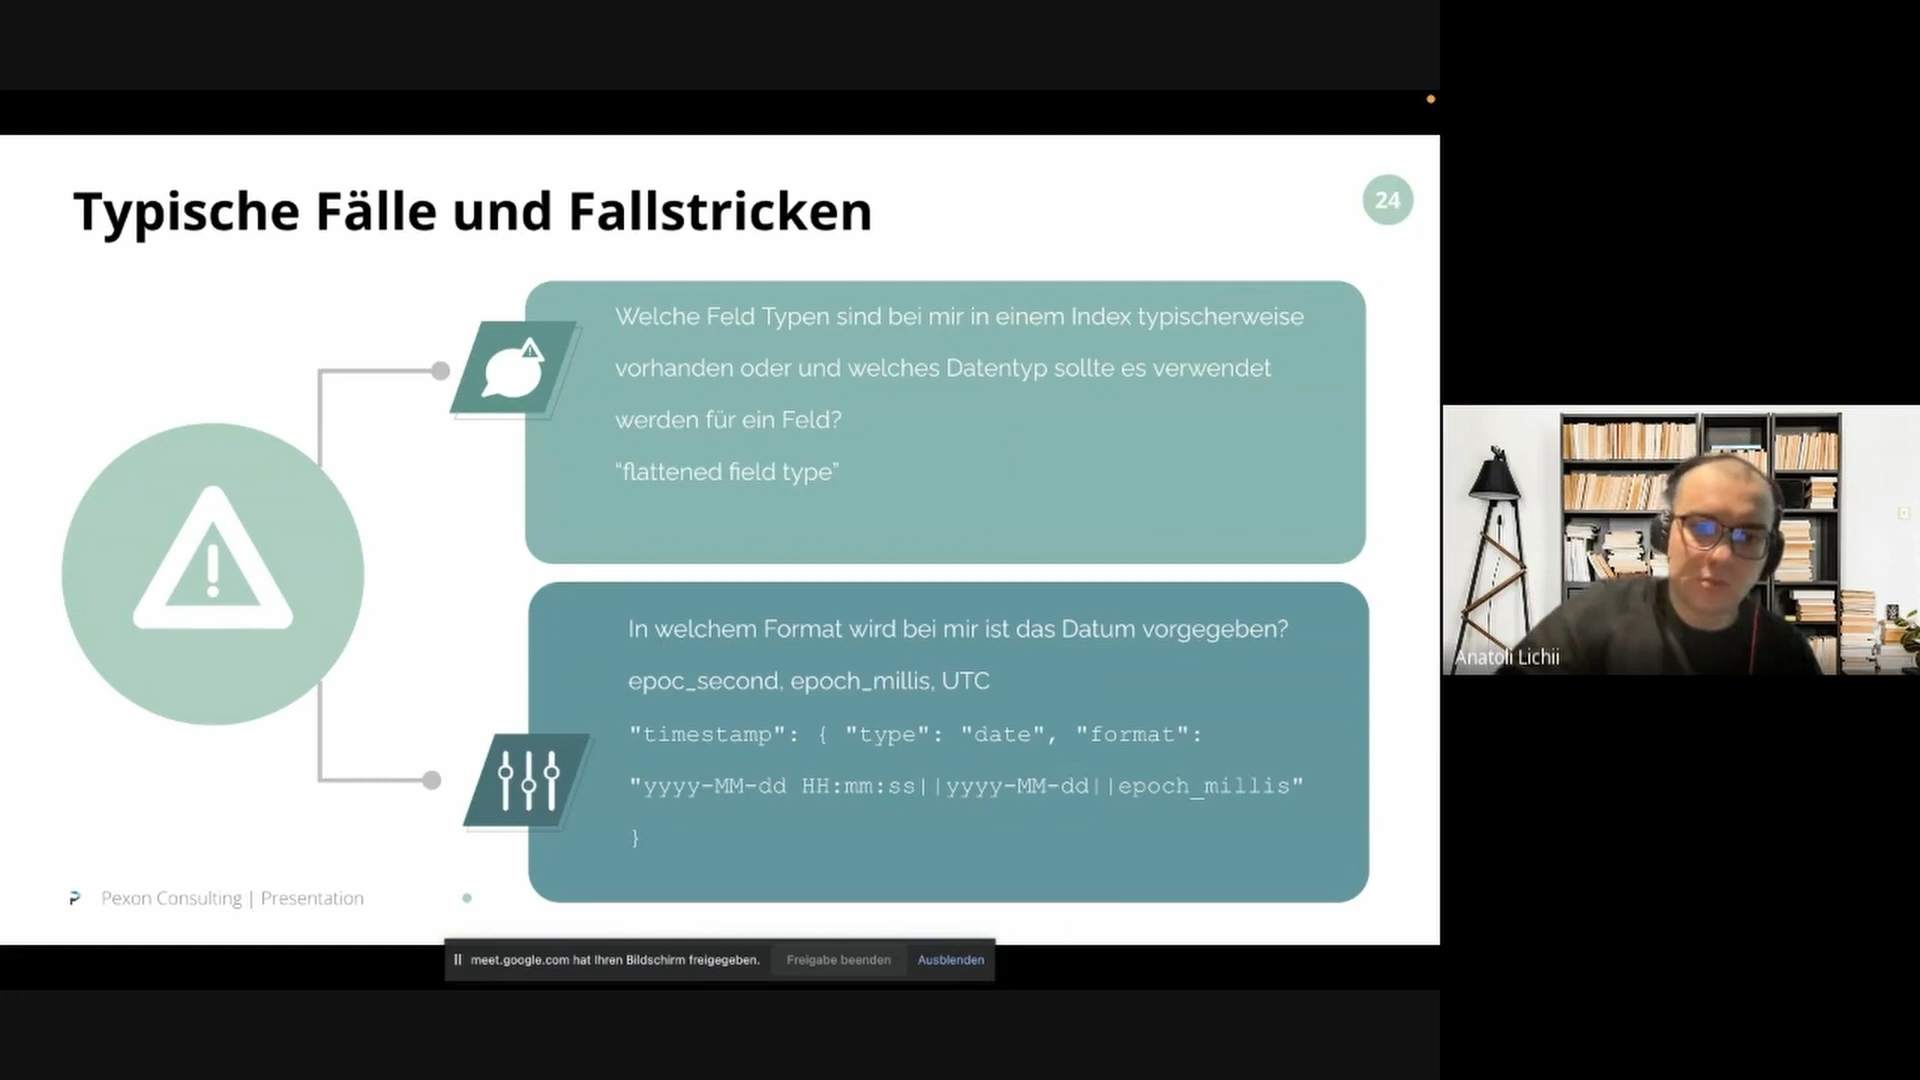 Typische Fälle und Fallstricken
24
Welche Feld Typen sind bei mir in einem Index typischerweise
vorhanden oder und welches Datentyp sollte es verwendet
werden für ein Feld?
“flattened field type”
In welchem Format wird bei mir ist das Datum vorgegeben?
epoc_second, epoch_millis, UTC
"timestamp": { "type": "date", "format":
"yyyy-MM-dd HH:mm:ss||yyyy-MM-dd||epoch_millis"
}
Pexon Consulting | Presentation
meet.google.com hat Ihren Bildschirm freigegeben. Freigabe beenden Ausblenden
Anatoli Lichii